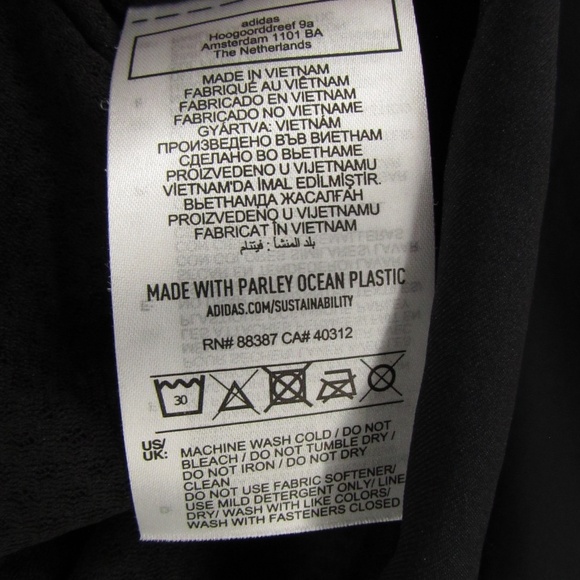 adidas
Hoogoorddreef 9a
Amsterdam 1101 BA
The Netherlands
MADE IN VIETNAM
FABRIQUÉ AU VIÊTNAM
FABRICADO EN VIETNAM
FABRICADO NO VIETNAME
GYÁRTVA: VIETNÁM
ПРОИЗВЕДЕНО ВЪВ ВИЕТНАМ
СДЕЛАНО ВО ВЬЕТНАМЕ
PROIZVEDENO U VIJETNAMU
VİETNAM'DA İMAL EDİLMİŞTİR.
ВЬЕТНАМДА ЖАСАЛҒАН
PROIZVEDENO U VIJETNAMU
FABRICAT ÎN VIETNAM
بلد المنشأ : فيتنام
MADE WITH PARLEY OCEAN PLASTIC
ADIDAS.COM/SUSTAINABILITY
RN# 88387 CA# 40312
30
US/UK: MACHINE WASH COLD / DO NOT
BLEACH / DO NOT TUMBLE DRY /
DO NOT IRON / DO NOT DRY
CLEAN
DO NOT USE FABRIC SOFTENER/
USE MILD DETERGENT ONLY/ LINE
DRY/ WASH WITH LIKE COLORS/
WASH WITH FASTENERS CLOSED